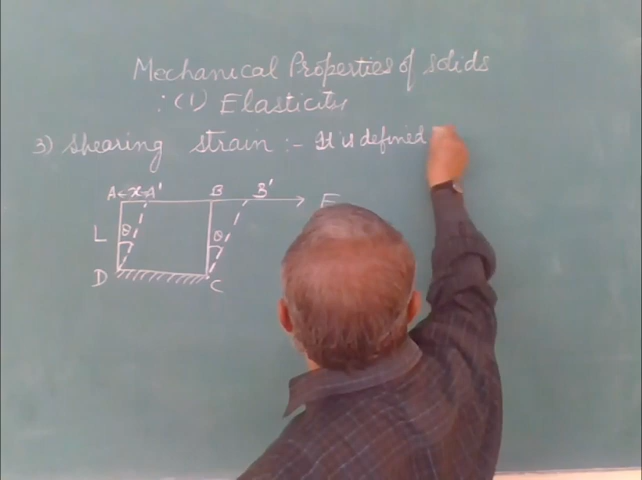 Mechanical Properties of solids
:(1) Elasticity
3) Shearing strain :- It is defined
A x A' B B' F
L θ θ
D C